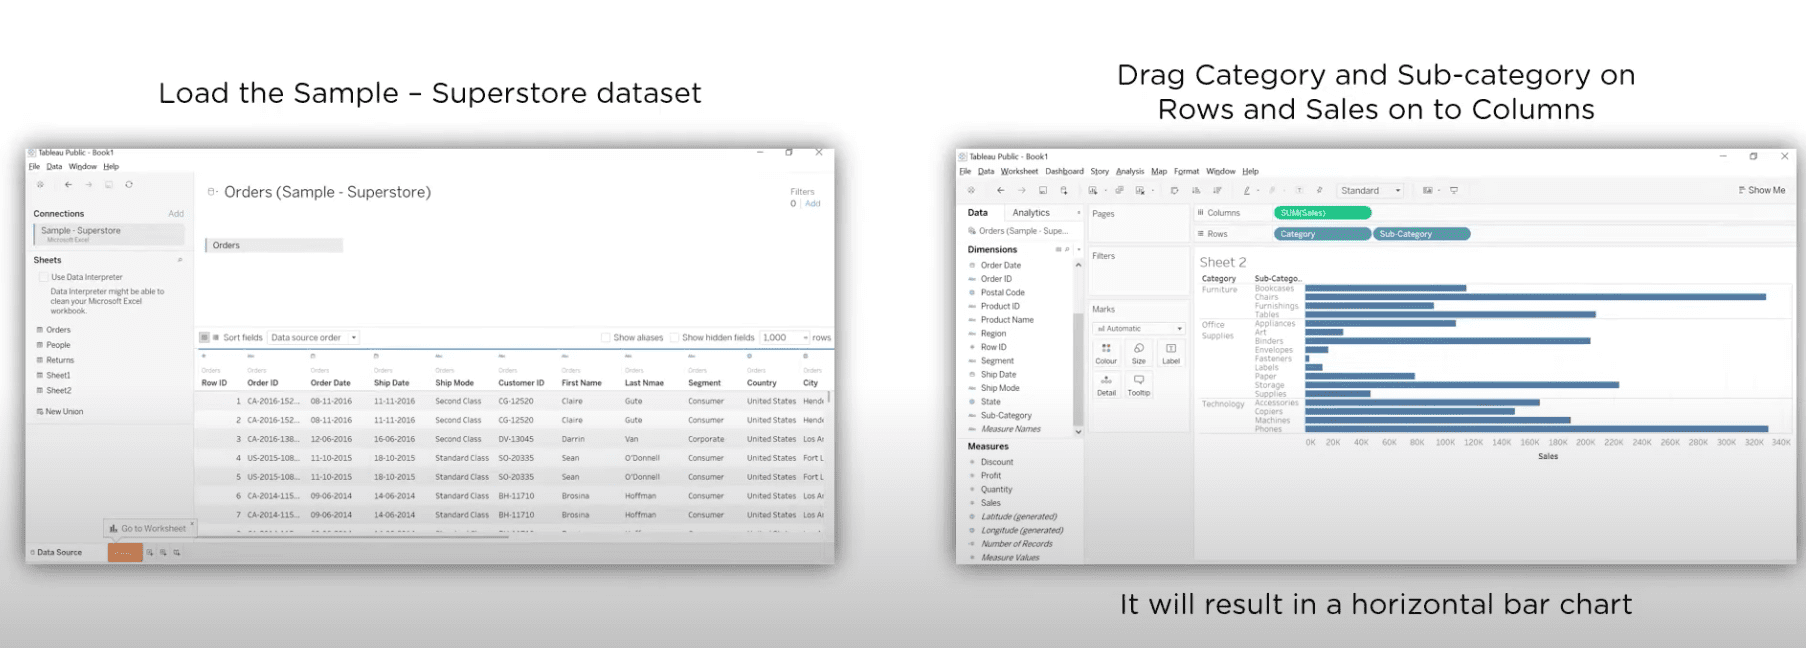 Load the Sample – Superstore dataset
Tableau Public - Book1
File Data Window Help
Connections Add
Sample - Superstore
Microsoft Excel
Sheets
Use Data Interpreter
Data Interpreter might be able to
clean your Microsoft Excel
workbook.
Orders
People
Returns
Sheet1
Sheet2
New Union
Go to Worksheet
Data Source
Orders (Sample - Superstore)
Filters
0 | Add
Orders
Sort fields Data source order Show aliases Show hidden fields 1,000 rows
Orders Orders Orders Orders Orders Orders Orders Orders Orders Orders Orders
Row ID Order ID Order Date Ship Date Ship Mode Customer ID First Name Last Nmae Segment Country City
1 CA-2016-152... 08-11-2016 11-11-2016 Second Class CG-12520 Claire Gute Consumer United States Hende
2 CA-2016-152... 08-11-2016 11-11-2016 Second Class CG-12520 Claire Gute Consumer United States Hende
3 CA-2016-138... 12-06-2016 16-06-2016 Second Class DV-13045 Darrin Van Corporate United States Los Ar
4 US-2015-108... 11-10-2015 18-10-2015 Standard Class SO-20335 Sean O'Donnell Consumer United States Fort L
5 US-2015-108... 11-10-2015 18-10-2015 Standard Class SO-20335 Sean O'Donnell Consumer United States Fort L
6 CA-2014-115... 09-06-2014 14-06-2014 Standard Class BH-11710 Brosina Hoffman Consumer United States Los Ar
7 CA-2014-115... 09-06-2014 14-06-2014 Standard Class BH-11710 Brosina Hoffman Consumer United States Los Ar
Drag Category and Sub-category on
Rows and Sales on to Columns
Tableau Public - Book1
File Data Worksheet Dashboard Story Analysis Map Format Window Help
Standard Show Me
Data Analytics
Orders (Sample - Supe...
Dimensions
Order Date
Order ID
Postal Code
Product ID
Product Name
Region
Row ID
Segment
Ship Date
Ship Mode
State
Sub-Category
Measure Names
Measures
Discount
Profit
Quantity
Sales
Latitude (generated)
Longitude (generated)
Number of Records
Measure Values
Pages
Filters
Marks
Automatic
Colour Size Label
Detail Tooltip
Columns SUM(Sales)
Rows Category Sub-Category
Sheet 2
Category Sub-Catego..
Furniture Bookcases
Chairs
Furnishings
Tables
Office Supplies Appliances
Art
Binders
Envelopes
Fasteners
Labels
Paper
Storage
Supplies
Technology Accessories
Copiers
Machines
Phones
0K 20K 40K 60K 80K 100K 120K 140K 160K 180K 200K 220K 240K 260K 280K 300K 320K 340K
Sales
It will result in a horizontal bar chart